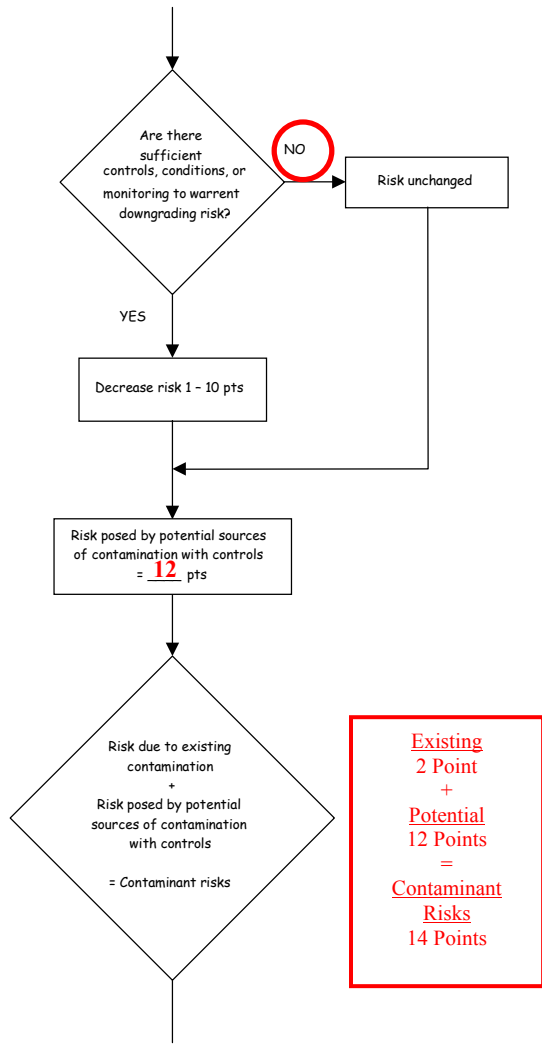 Are there
sufficient
controls, conditions, or
monitoring to warrent
downgrading risk?
NO
Risk unchanged
YES
Decrease risk 1 – 10 pts
Risk posed by potential sources
of contamination with controls
= 12 pts
Risk due to existing
contamination
+
Risk posed by potential
sources of contamination
with controls
= Contaminant risks
Existing
2 Point
+
Potential
12 Points
=
Contaminant
Risks
14 Points